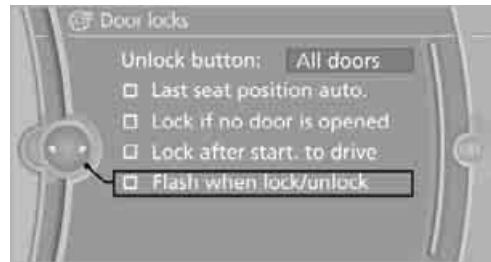 Door locks
Unlock button: All doors
Last seat position auto.
Lock if no door is opened
Lock after start. to drive
Flash when lock/unlock